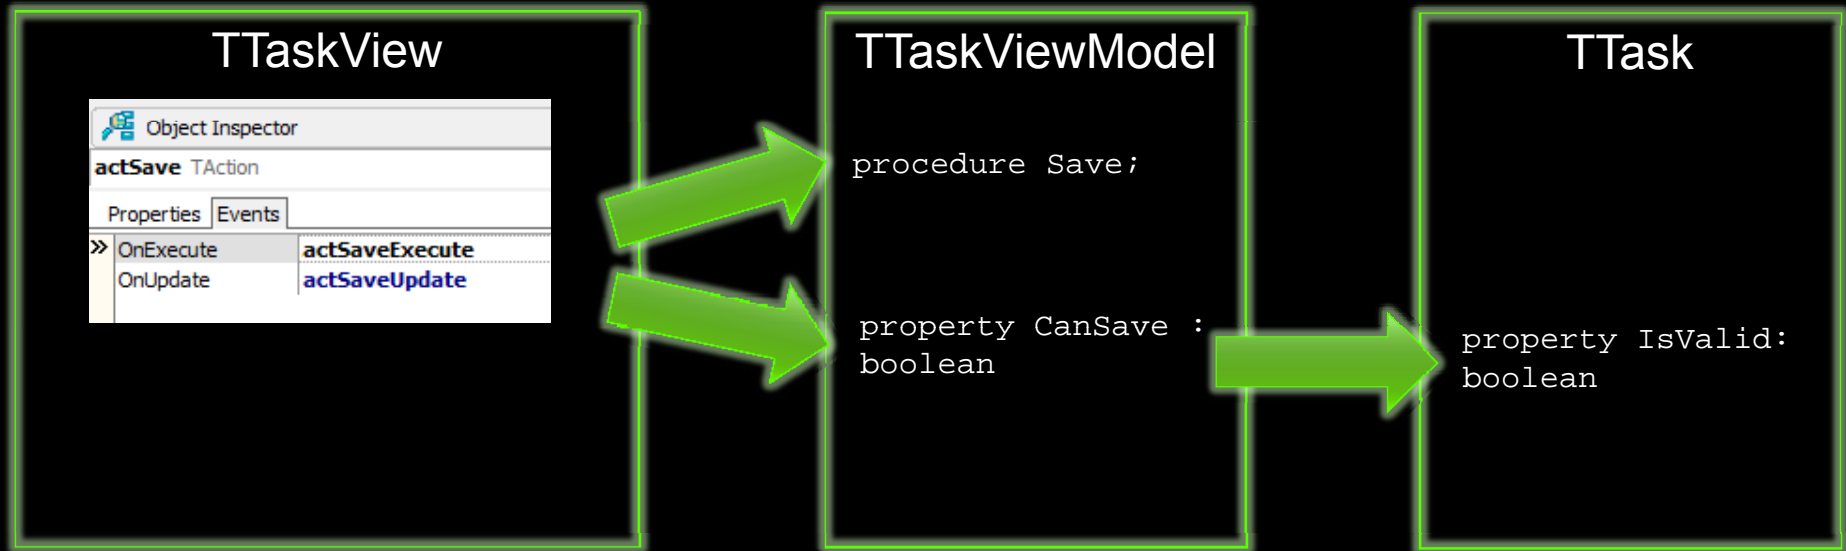 TTaskView
Object Inspector
actSave TAction
Properties Events
» OnExecute actSaveExecute
OnUpdate actSaveUpdate
TTaskViewModel
procedure Save;
property CanSave :
boolean
TTask
property IsValid:
boolean